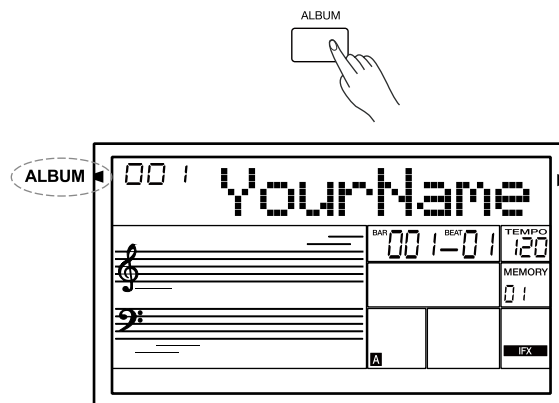 ALBUM
ALBUM
001 YourName
BAR 001 BEAT -01 TEMPO 120
MEMORY
01
A IFX